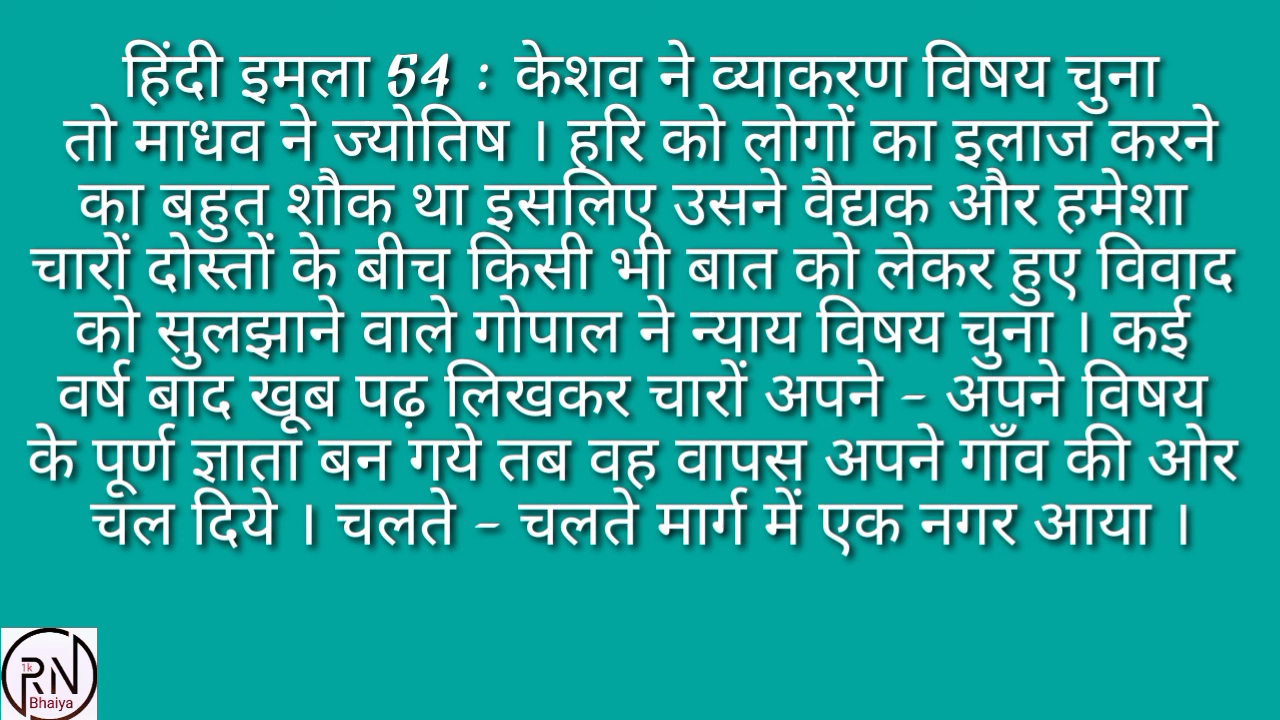 हिंदी इमला 54 : केशव ने व्याकरण विषय चुना
तो माधव ने ज्योतिष । हरि को लोगों का इलाज करने
का बहुत शौक था इसलिए उसने वैद्यक और हमेशा
चारों दोस्तों के बीच किसी भी बात को लेकर हुए विवाद
को सुलझाने वाले गोपाल ने न्याय विषय चुना । कई
वर्ष बाद खूब पढ़ लिखकर चारों अपने - अपने विषय
के पूर्ण ज्ञाता बन गये तब वह वापस अपने गाँव की ओर
चल दिये । चलते - चलते मार्ग में एक नगर आया ।
1k
RN
Bhaiya